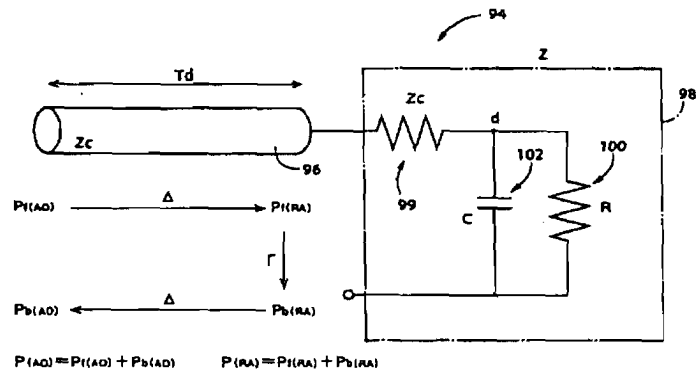 94
Td
Z
98
Zc
Zc
d
102
100
96
99
C
R
Pf(AO) Δ Pf(RA)
Γ
Pb(AO) Δ Pb(RA)
P(AO)=Pf(AO)+Pb(AO) P(RA)=Pf(RA)+Pb(RA)